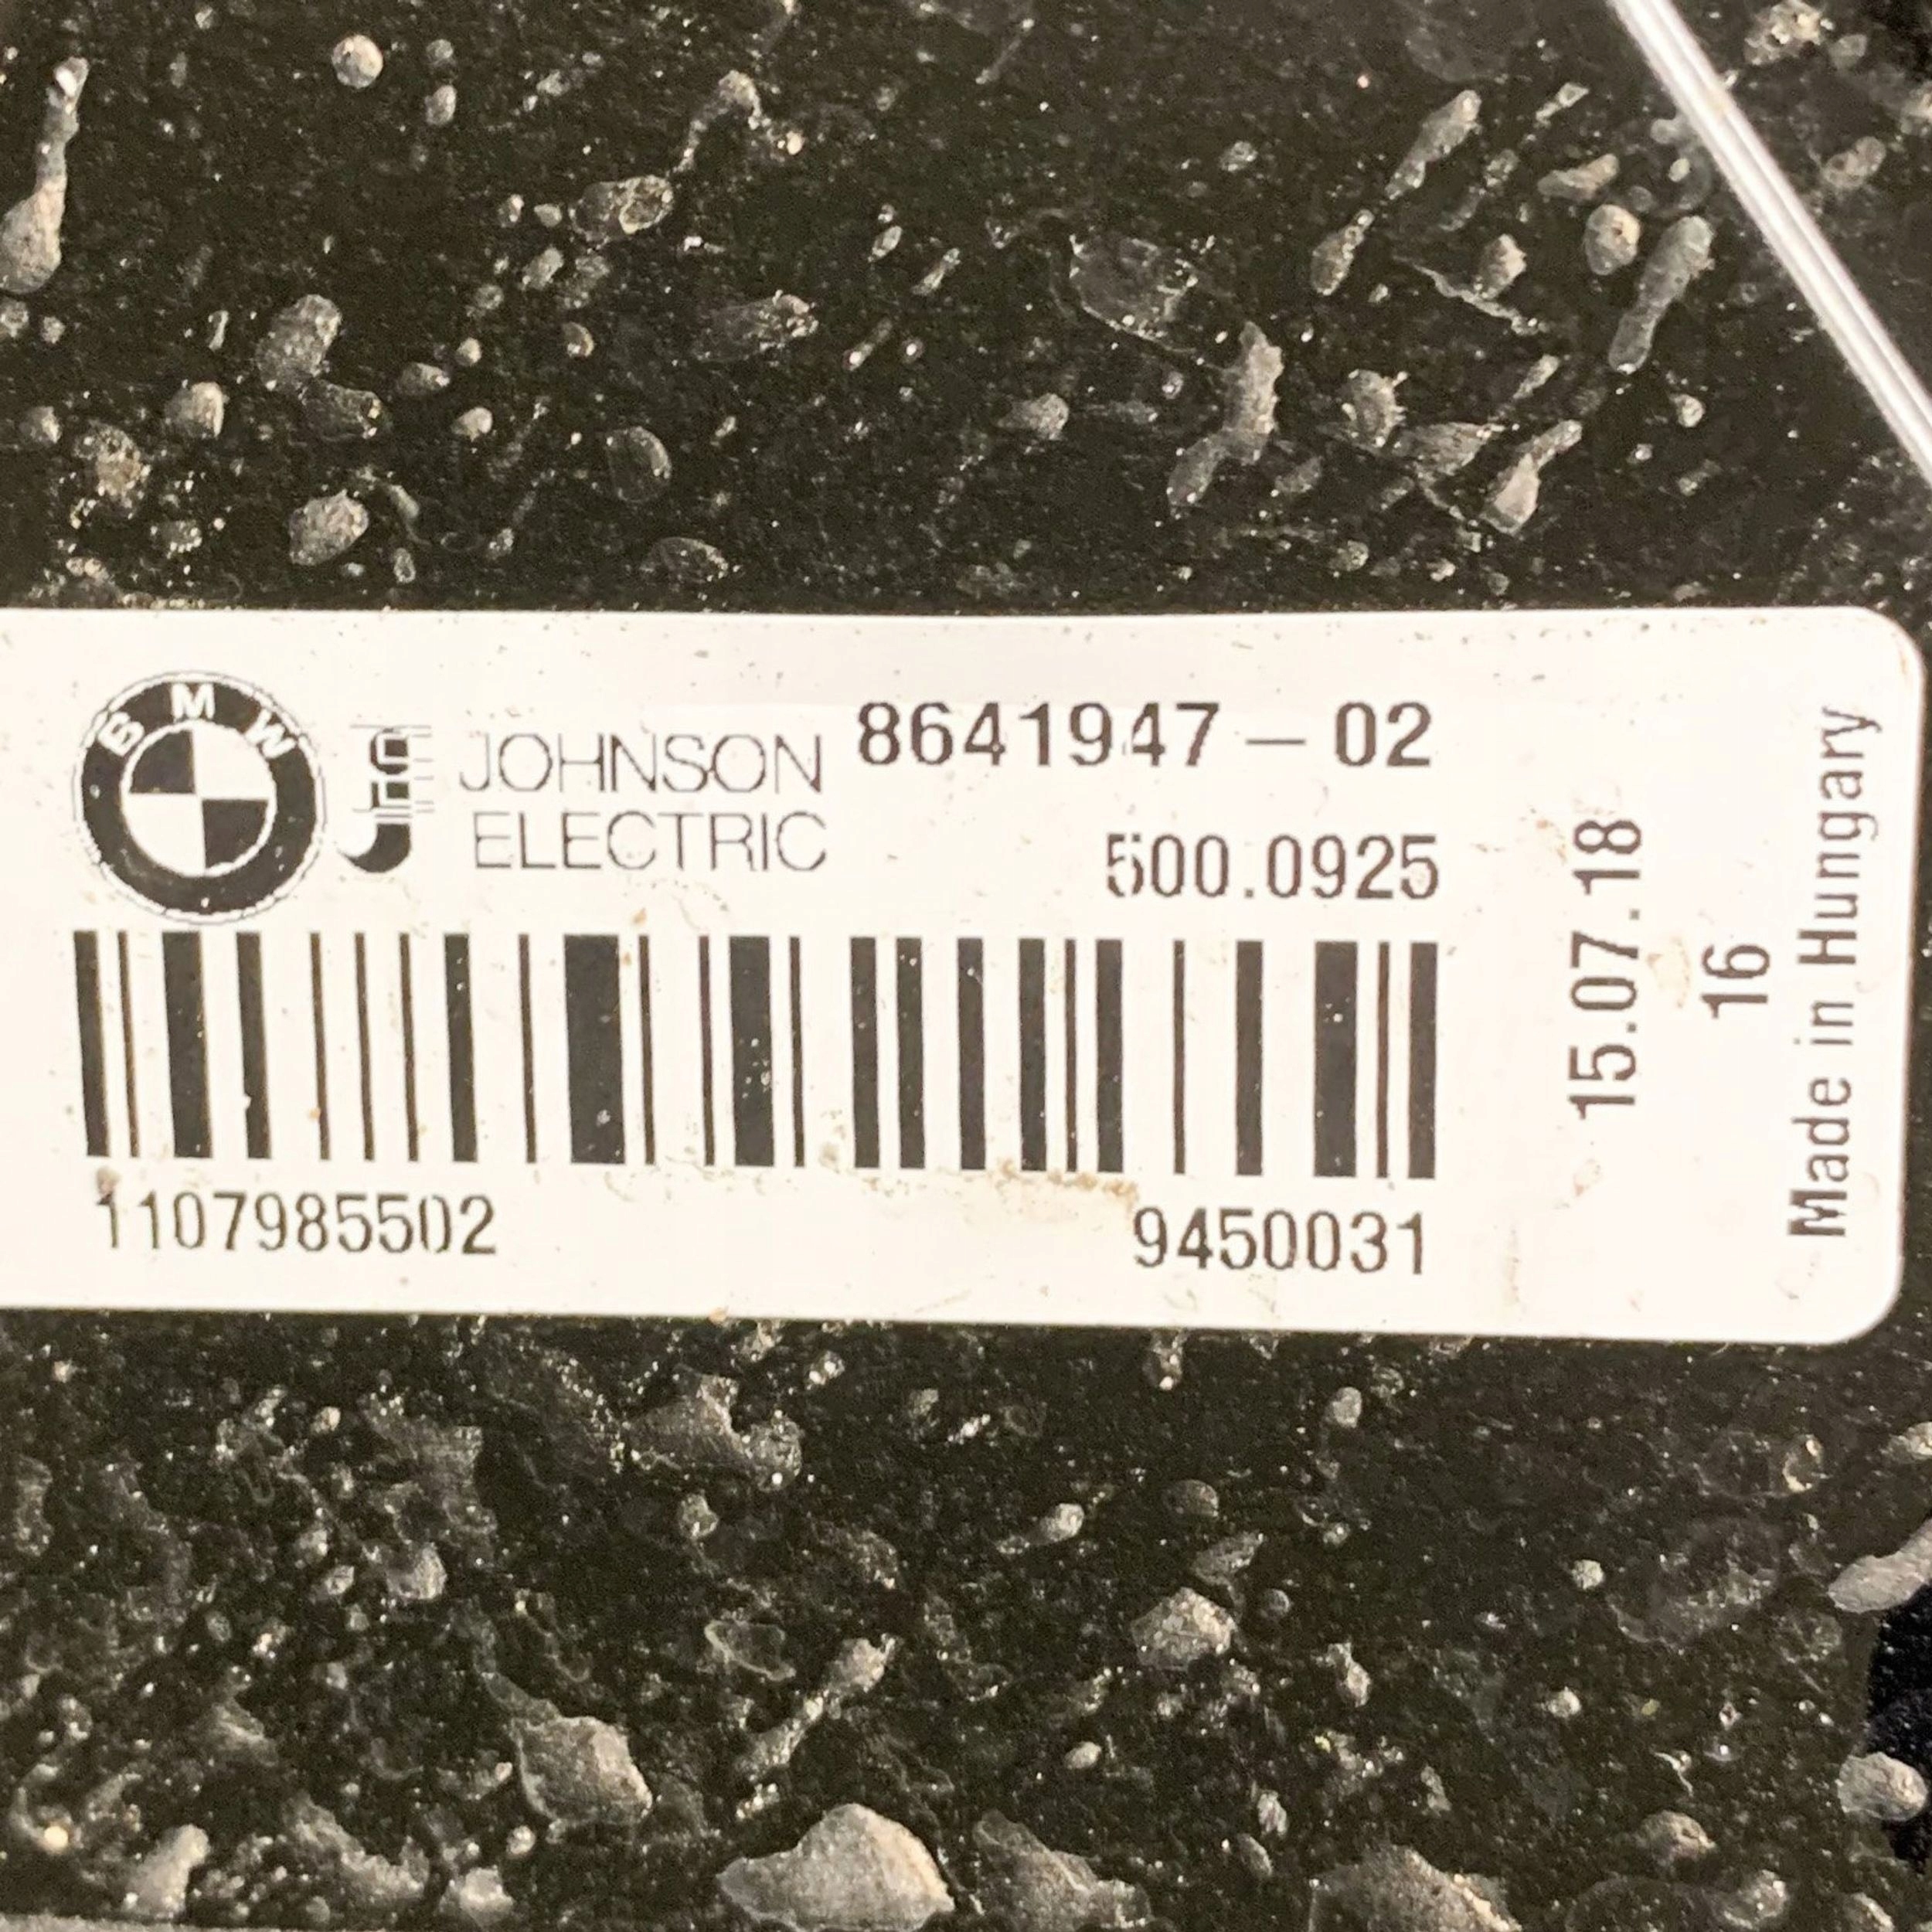 BMW
JOHNSON
ELECTRIC
8641947-02
500.0925
1107985502
9450031
15.07.18
16
Made in Hungary